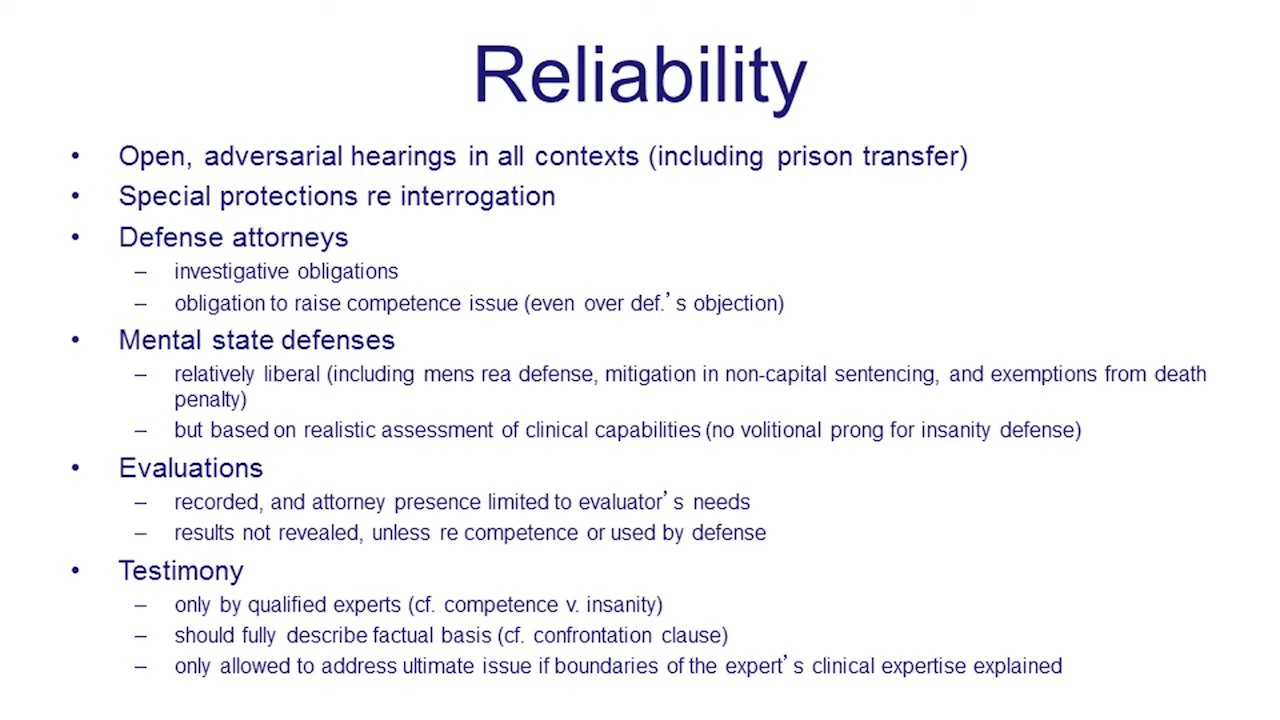 Reliability
• Open, adversarial hearings in all contexts (including prison transfer)
• Special protections re interrogation
• Defense attorneys
– investigative obligations
– obligation to raise competence issue (even over def.’s objection)
• Mental state defenses
– relatively liberal (including mens rea defense, mitigation in non-capital sentencing, and exemptions from death
penalty)
– but based on realistic assessment of clinical capabilities (no volitional prong for insanity defense)
• Evaluations
– recorded, and attorney presence limited to evaluator’s needs
– results not revealed, unless re competence or used by defense
• Testimony
– only by qualified experts (cf. competence v. insanity)
– should fully describe factual basis (cf. confrontation clause)
– only allowed to address ultimate issue if boundaries of the expert’s clinical expertise explained